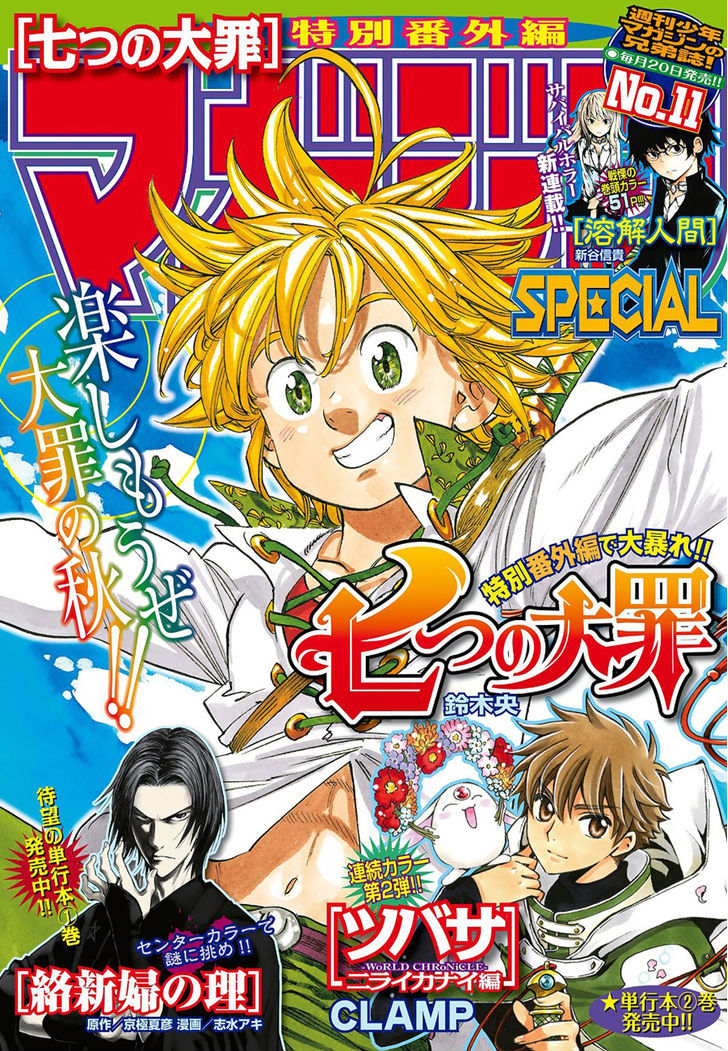 [七つの大罪]特別番外編
週刊少年
マガジンの
兄弟誌!
●毎月20日発売!!
No.11
マガジン
SPECIAL
サバイバルホラー
新連載!!
戦慄の
巻頭カラー
51P!!!
[溶解人間]
新谷信貴
楽しもうぜ
大罪の秋!!
特別番外編で大暴れ!!
七つの大罪
鈴木央
待望の単行本①巻
発売中!!
センターカラーで
謎に挑め!!
[絡新婦の理]
原作/京極夏彦 漫画/志水アキ
連続カラー
第2弾!!
[ツバサ]
-WoRLD CHRoNiCLE-
ニライカナイ編
CLAMP
★単行本②巻
発売中!!